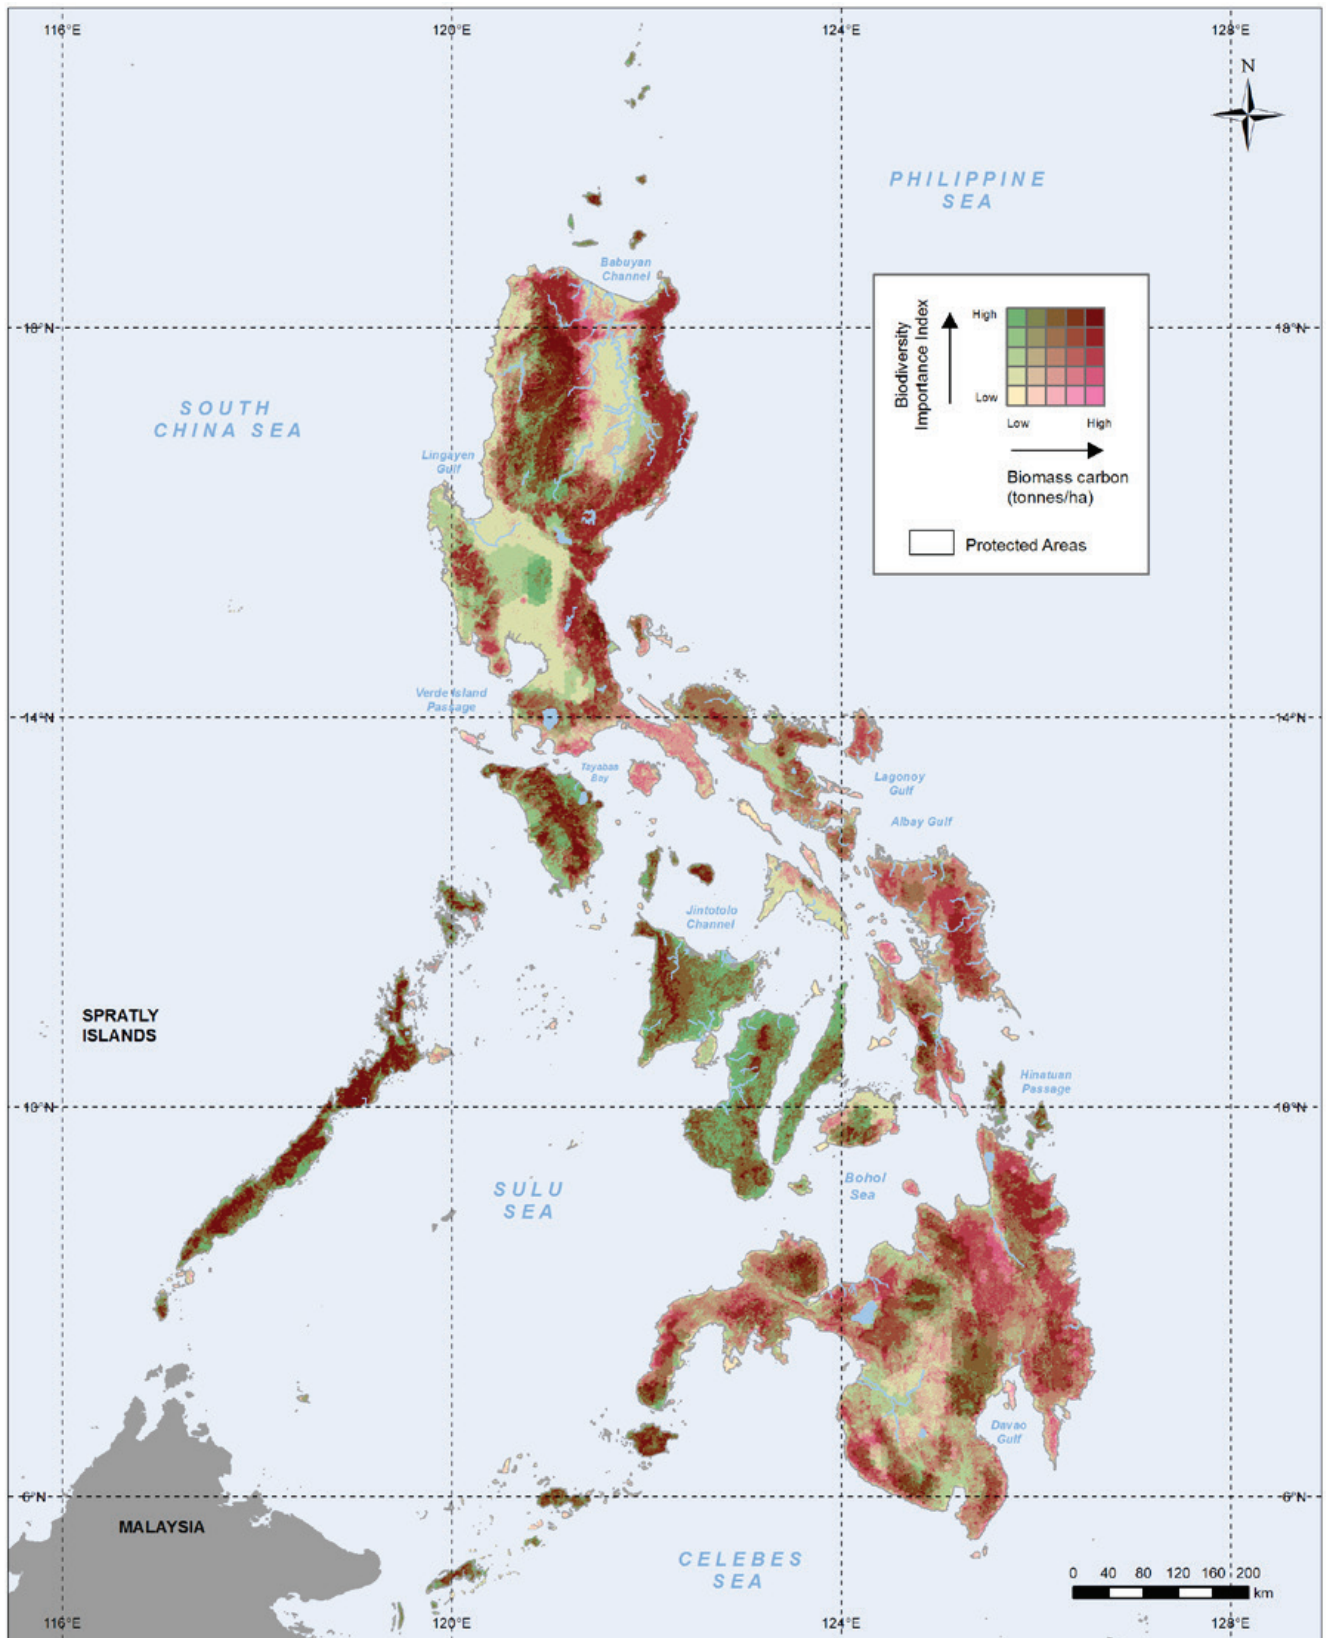 116°E
120°E
124°E
128°E
N
PHILIPPINE
SEA
Babuyan
Channel
18°N
18°N
Biodiversity
Importance Index
High
Low
Low
High
Biomass carbon
(tonnes/ha)
Protected Areas
SOUTH
CHINA SEA
Lingayen
Gulf
Verde Island
Passage
14°N
14°N
Tayabas
Bay
Lagonoy
Gulf
Albay Gulf
Jintotolo
Channel
SPRATLY
ISLANDS
Hinatuan
Passage
10°N
10°N
SULU
SEA
Bohol
Sea
Davao
Gulf
6°N
6°N
MALAYSIA
CELEBES
SEA
0 40 80 120 160 200
km
116°E
120°E
124°E
128°E